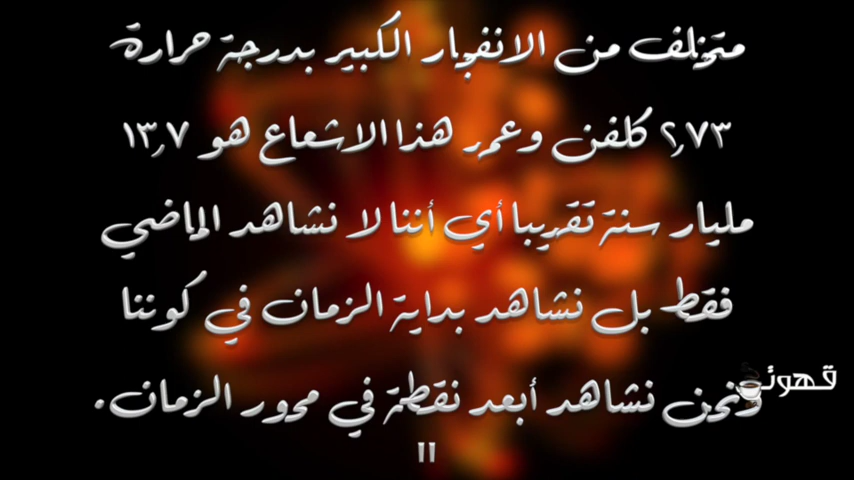 متخلف من الانفجار الكبير بدرجة حرارة
٢,٧٣ كلفن وعمر هذا الاشعاع هو ١٣,٧
مليار سنة تقريبا أي أننا لا نشاهد الماضي
فقط بل نشاهد بداية الزمان في كوننا
ونحن نشاهد أبعد نقطة في محور الزمان.
"
قهوتي